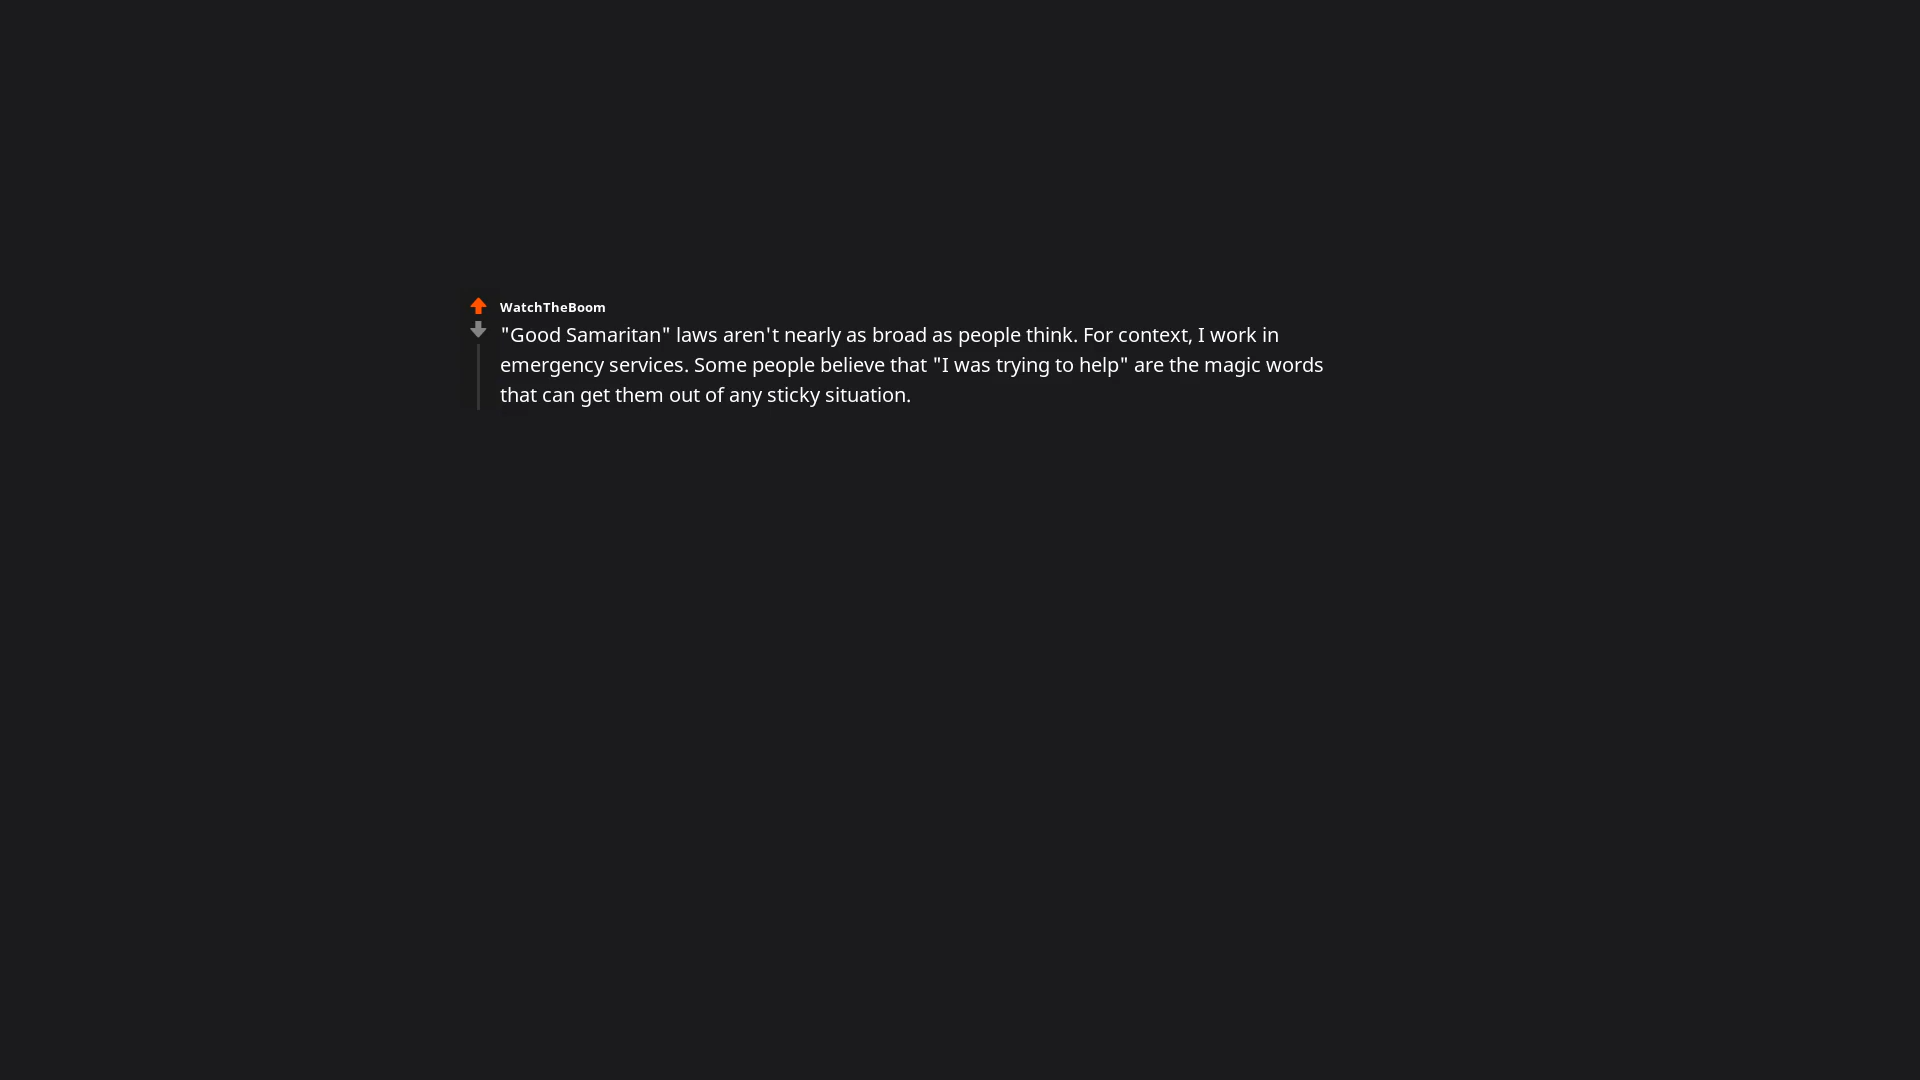 WatchTheBoom
"Good Samaritan" laws aren't nearly as broad as people think. For context, I work in
emergency services. Some people believe that "I was trying to help" are the magic words
that can get them out of any sticky situation.